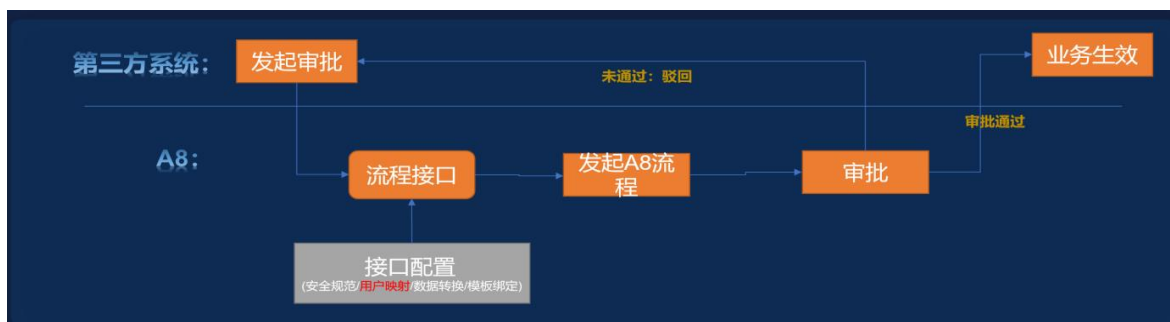 第三方系统：
发起审批
业务生效
未通过：驳回
审批通过
A8：
流程接口
发起A8流
程
审批
接口配置
(安全规范/用户映射/数据转换/模板绑定)